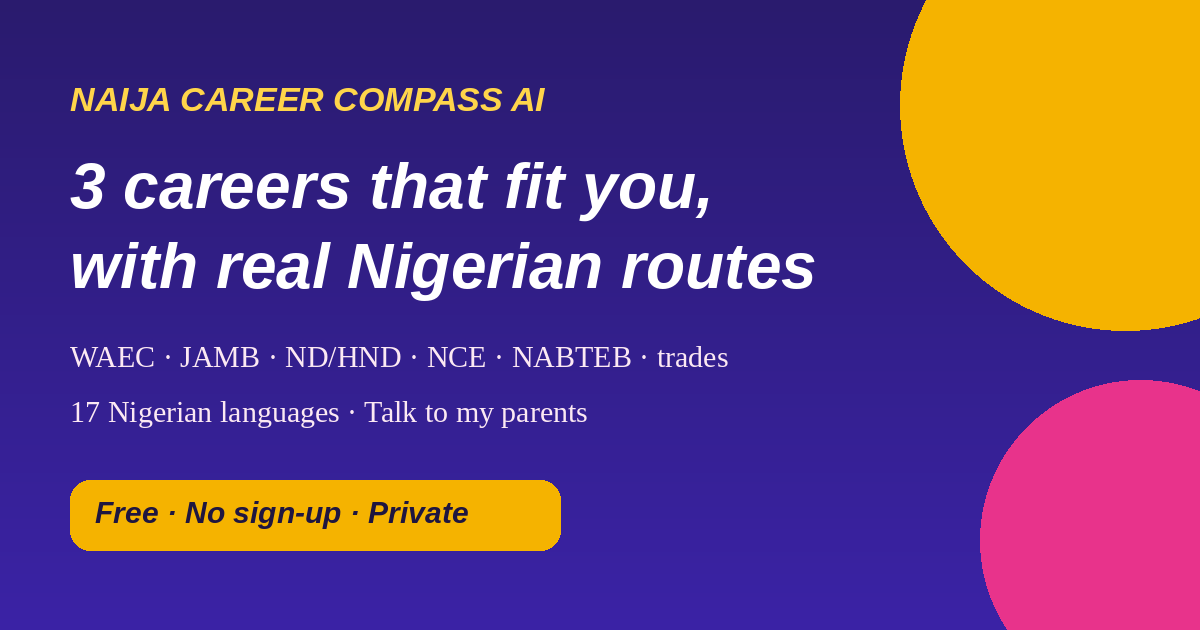 NAIJA CAREER COMPASS AI
3 careers that fit you,
with real Nigerian routes
WAEC · JAMB · ND/HND · NCE · NABTEB · trades
17 Nigerian languages · Talk to my parents
Free · No sign-up · Private